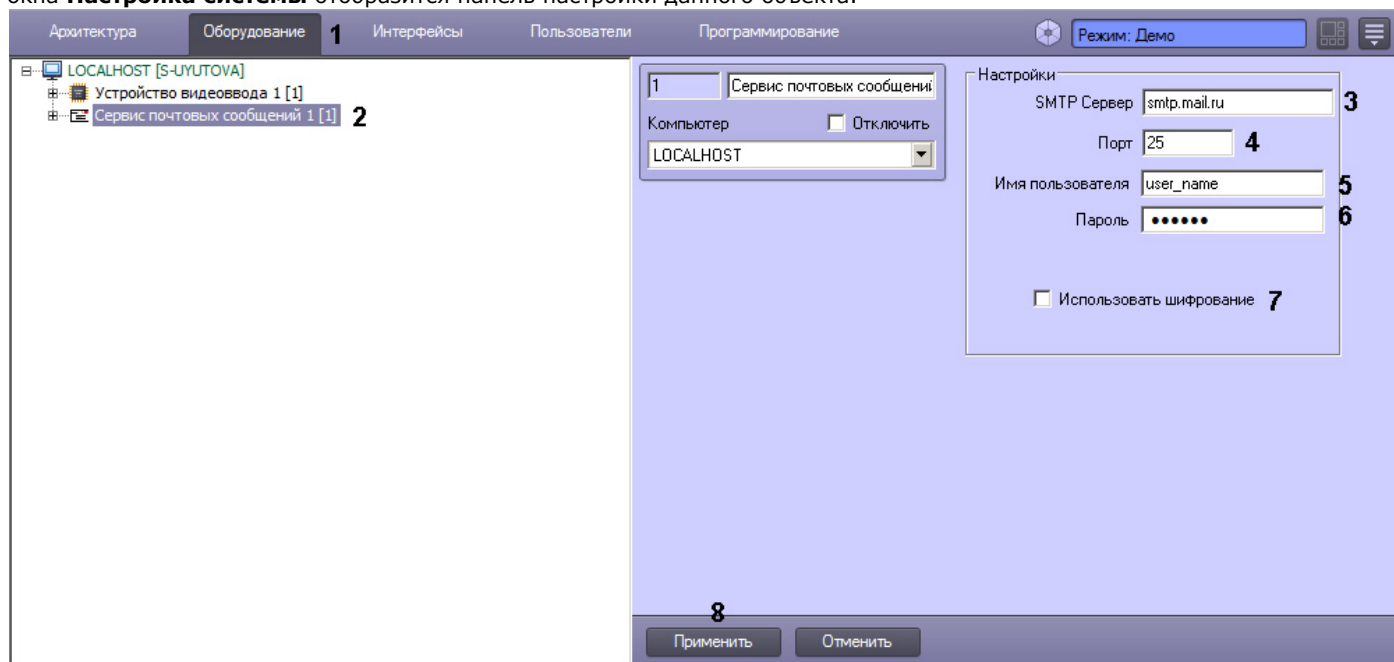 окна Настройка системы отобразится панель настройки данного объекта.
Архитектура Оборудование 1 Интерфейсы Пользователи Программирование Режим: Демо
LOCALHOST [S-UYUTOVA]
Устройство видеоввода 1 [1]
Сервис почтовых сообщений 1 [1] 2
1 Сервис почтовых сообщений
Компьютер Отключить
LOCALHOST
Настройки
SMTP Сервер smtp.mail.ru 3
Порт 25 4
Имя пользователя user_name 5
Пароль •••••• 6
Использовать шифрование 7
8
Применить Отменить